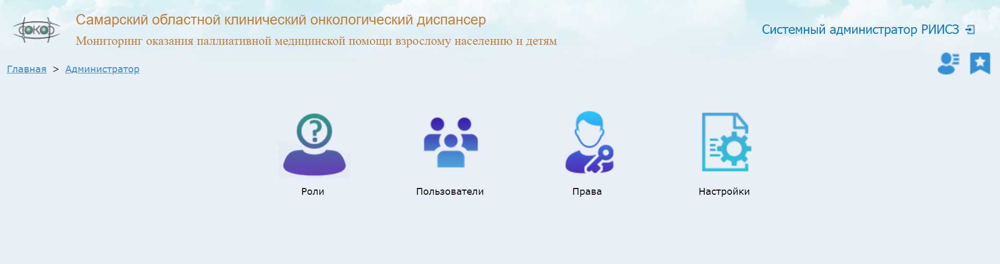 СОКОД
Самарский областной клинический онкологический диспансер
Мониторинг оказания паллиативной медицинской помощи взрослому населению и детям
Системный администратор РИИСЗ
Главная > Администратор
?
Роли Пользователи Права Настройки